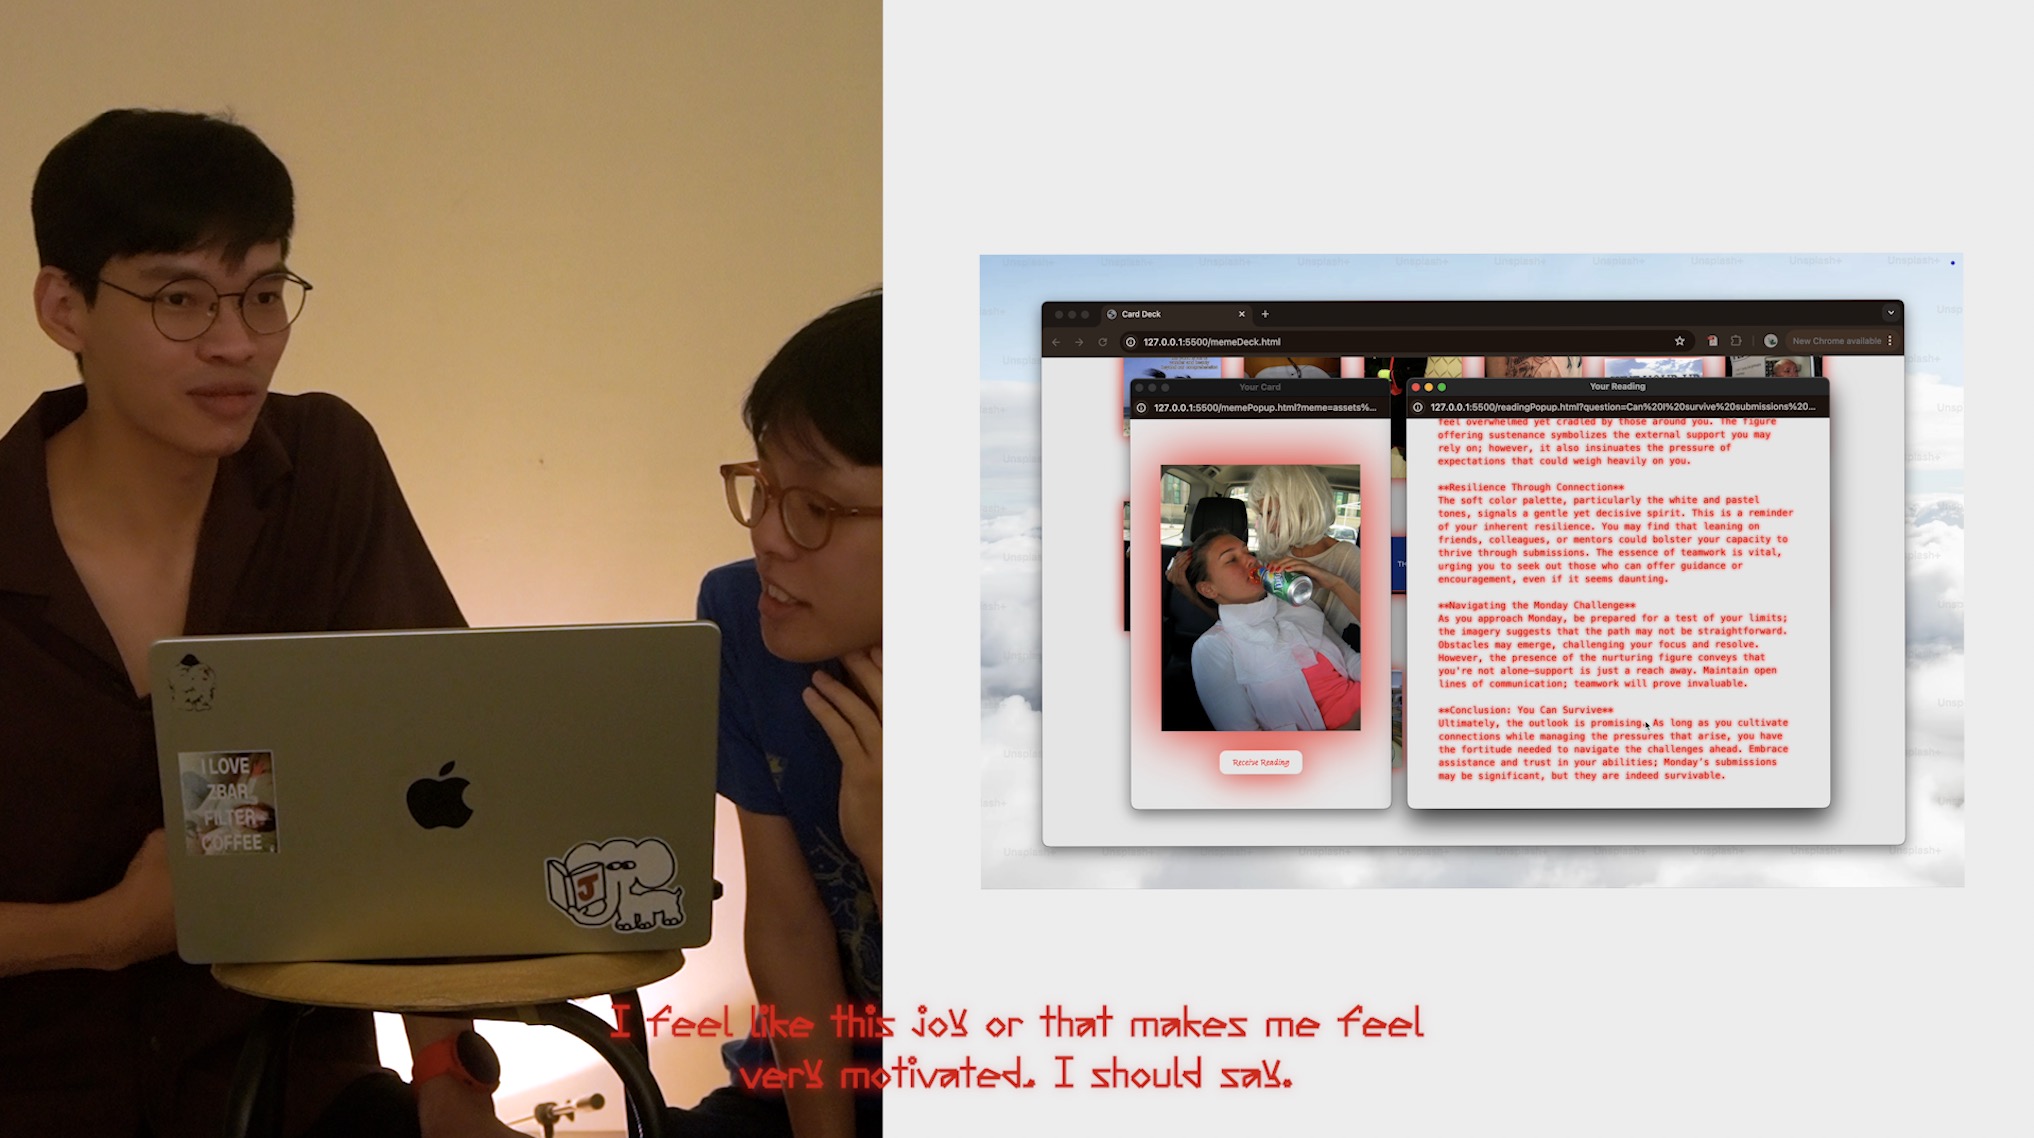 I LOVE
ZBAR
FILTER
COFFEE
J
Unsplash+
Card Deck
127.0.0.1:5500/memeDeck.html
New Chrome available
Your Card
127.0.0.1:5500/memePopup.html?meme=assets%...
Receive Reading
Your Reading
127.0.0.1:5500/readingPopup.html?question=Can%20I%20survive%20submissions%20...
feel overwhelmed yet cradled by those around you. The figure
offering sustenance symbolizes the external support you may
rely on; however, it also insinuates the pressure of
expectations that could weigh heavily on you.
**Resilience Through Connection**
The soft color palette, particularly the white and pastel
tones, signals a gentle yet decisive spirit. This is a reminder
of your inherent resilience. You may find that leaning on
friends, colleagues, or mentors could bolster your capacity to
thrive through submissions. The essence of teamwork is vital,
urging you to seek out those who can offer guidance or
encouragement, even if it seems daunting.
**Navigating the Monday Challenge**
As you approach Monday, be prepared for a test of your limits;
the imagery suggests that the path may not be straightforward.
Obstacles may emerge, challenging your focus and resolve.
However, the presence of the nurturing figure conveys that
you're not alone—support is just a reach away. Maintain open
lines of communication; teamwork will prove invaluable.
**Conclusion: You Can Survive**
Ultimately, the outlook is promising. As long as you cultivate
connections while managing the pressures that arise, you have
the fortitude needed to navigate the challenges ahead. Embrace
assistance and trust in your abilities; Monday's submissions
may be significant, but they are indeed survivable.
I feel like this joy or that makes me feel
very motivated. I should say.